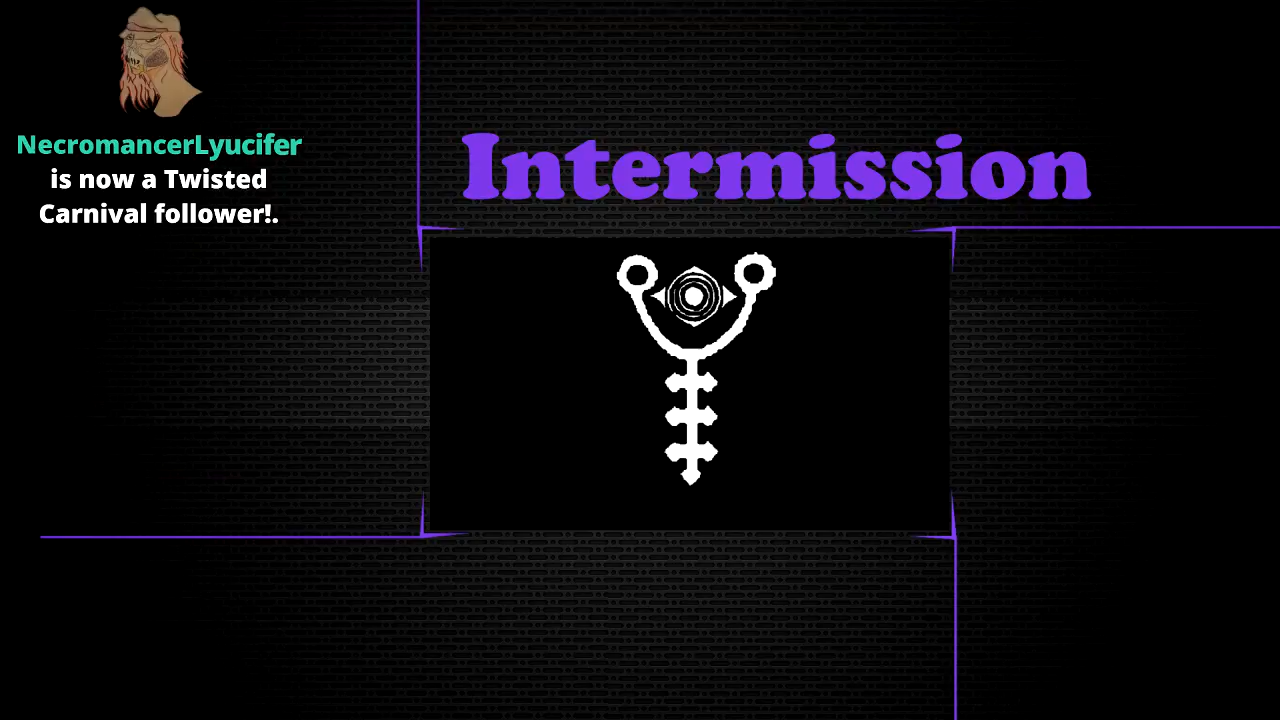 Intermission
NecromancerLyucifer
is now a Twisted
Carnival follower!.